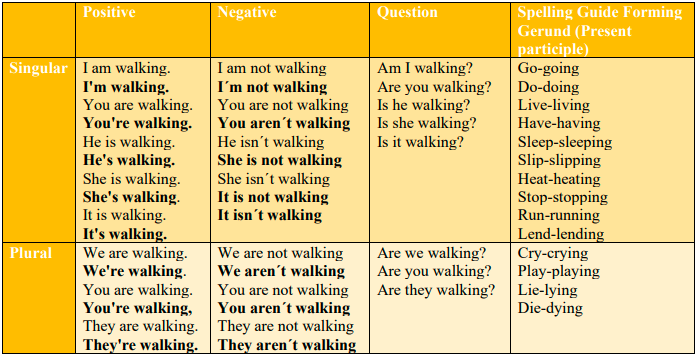 Positive
Negative
Question
Spelling Guide Forming
Gerund (Present
participle)
Singular
I am walking.
I'm walking.
You are walking.
You're walking.
He is walking.
He's walking.
She is walking.
She's walking.
It is walking.
It's walking.
I am not walking
I´m not walking
You are not walking
You aren´t walking
He isn´t walking
She is not walking
She isn´t walking
It is not walking
It isn´t walking
Am I walking?
Are you walking?
Is he walking?
Is she walking?
Is it walking?
Go-going
Do-doing
Live-living
Have-having
Sleep-sleeping
Slip-slipping
Heat-heating
Stop-stopping
Run-running
Lend-lending
Plural
We are walking.
We're walking.
You are walking.
You're walking,
They are walking.
They're walking.
We are not walking
We aren´t walking
You are not walking
You aren´t walking
They are not walking
They aren´t walking
Are we walking?
Are you walking?
Are they walking?
Cry-crying
Play-playing
Lie-lying
Die-dying